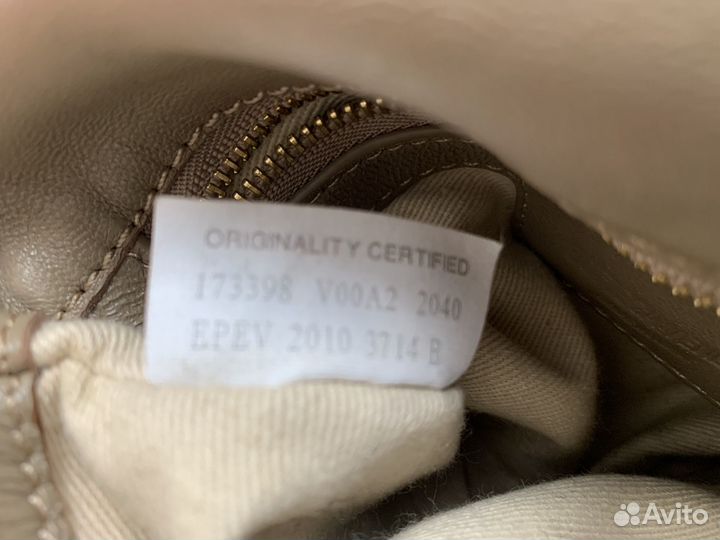 ORIGINALITY CERTIFIED
173398 V00A2 2040
EPEV 2010 3714 B
Avito